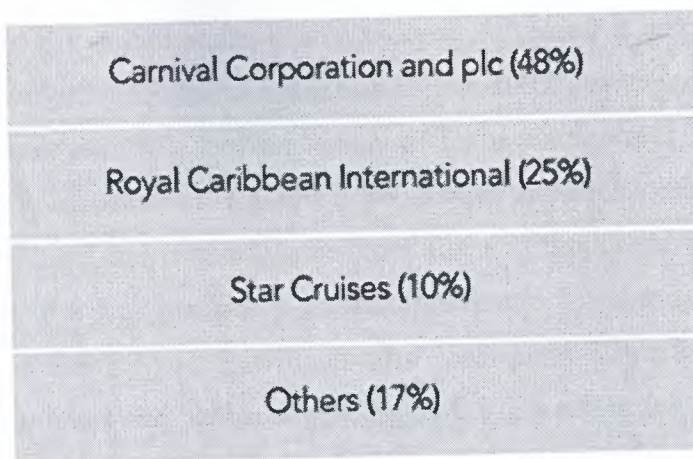 Carnival Corporation and plc (48%)
Royal Caribbean International (25%)
Star Cruises (10%)
Others (17%)